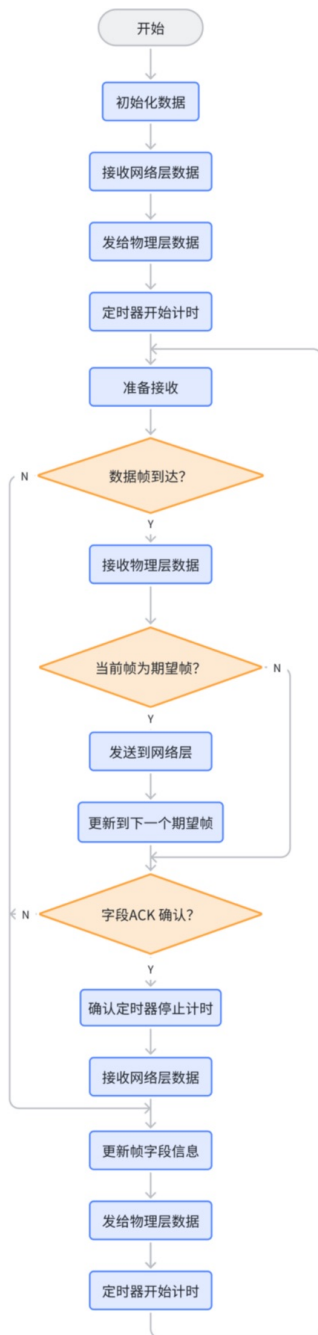 开始
初始化数据
接收网络层数据
发给物理层数据
定时器开始计时
准备接收
数据帧到达？
N
Y
接收物理层数据
当前帧为期望帧？
N
Y
发送到网络层
更新到下一个期望帧
字段ACK 确认？
N
Y
确认定时器停止计时
接收网络层数据
更新帧字段信息
发给物理层数据
定时器开始计时